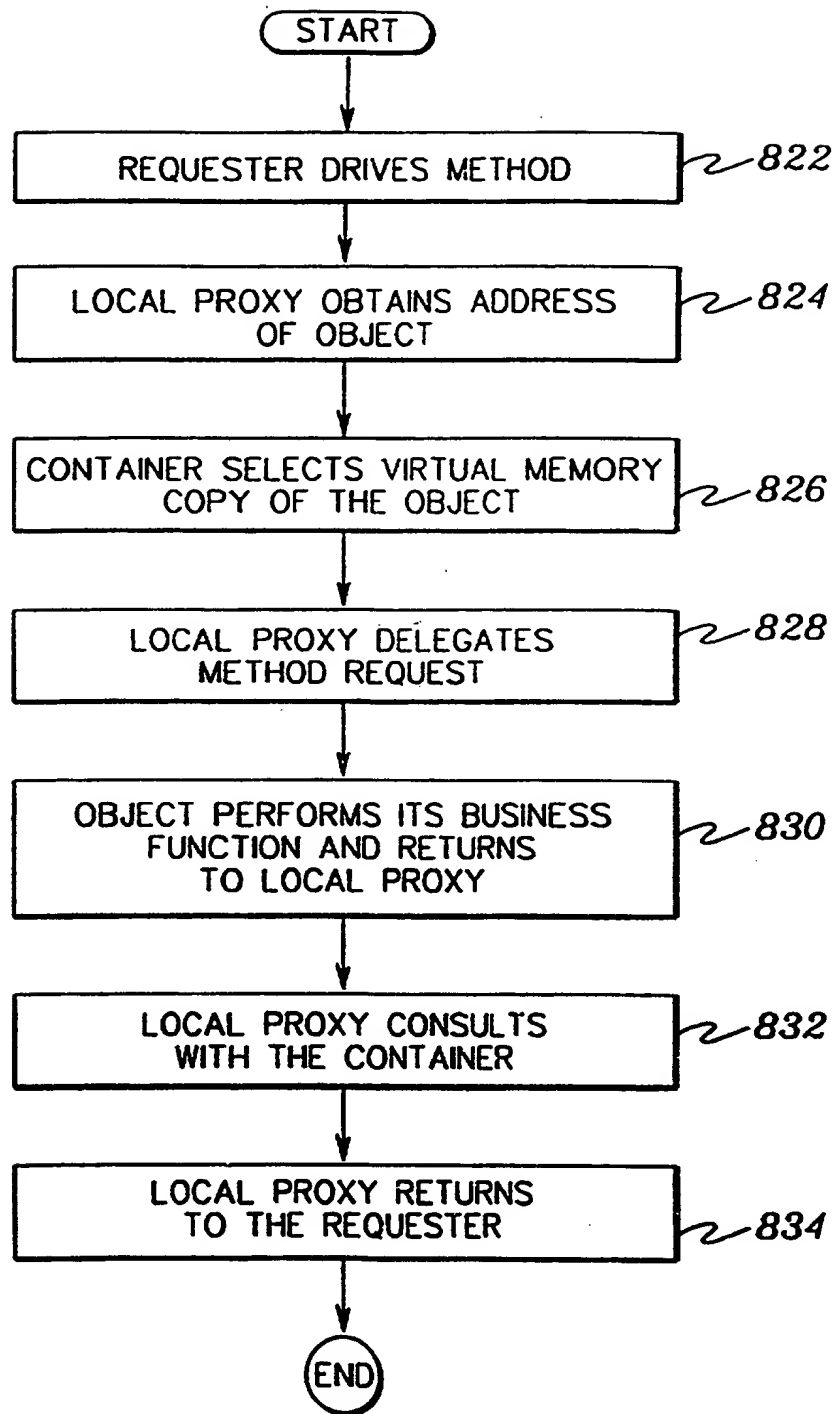 START
REQUESTER DRIVES METHOD
822
LOCAL PROXY OBTAINS ADDRESS
OF OBJECT
824
CONTAINER SELECTS VIRTUAL MEMORY
COPY OF THE OBJECT
826
LOCAL PROXY DELEGATES
METHOD REQUEST
828
OBJECT PERFORMS ITS BUSINESS
FUNCTION AND RETURNS
TO LOCAL PROXY
830
LOCAL PROXY CONSULTS
WITH THE CONTAINER
832
LOCAL PROXY RETURNS
TO THE REQUESTER
834
END